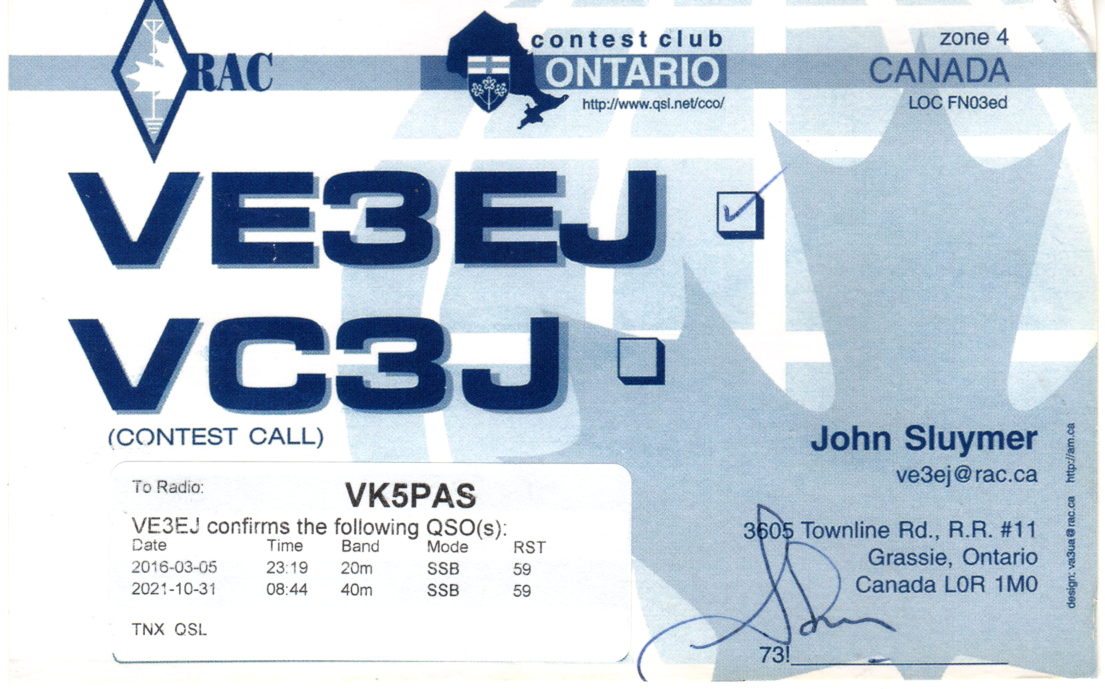 RAC
contest club
ONTARIO
http://www.qsl.net/cco/
zone 4
CANADA
LOC FN03ed
VE3EJ
VC3J
(CONTEST CALL)
To Radio: VK5PAS
VE3EJ confirms the following QSO(s):
Date Time Band Mode RST
2016-03-05 23:19 20m SSB 59
2021-10-31 08:44 40m SSB 59
TNX QSL
John Sluymer
ve3ej@rac.ca
3605 Townline Rd., R.R. #11
Grassie, Ontario
Canada L0R 1M0
73!
design: va3ua@rac.ca http://am.ca